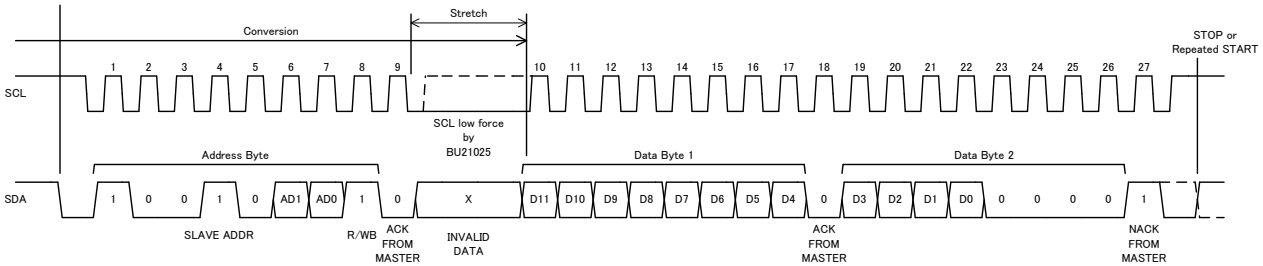 Stretch
Conversion
STOP or
Repeated START
1 2 3 4 5 6 7 8 9 10 11 12 13 14 15 16 17 18 19 20 21 22 23 24 25 26 27
SCL
SCL low force
by
BU21025
Address Byte
Data Byte 1
Data Byte 2
SDA
1 0 0 1 0 AD1 AD0 1 0 X D11 D10 D9 D8 D7 D6 D5 D4 0 D3 D2 D1 D0 0 0 0 0 1
SLAVE ADDR
R/WB
ACK
FROM
MASTER
INVALID
DATA
ACK
FROM
MASTER
NACK
FROM
MASTER